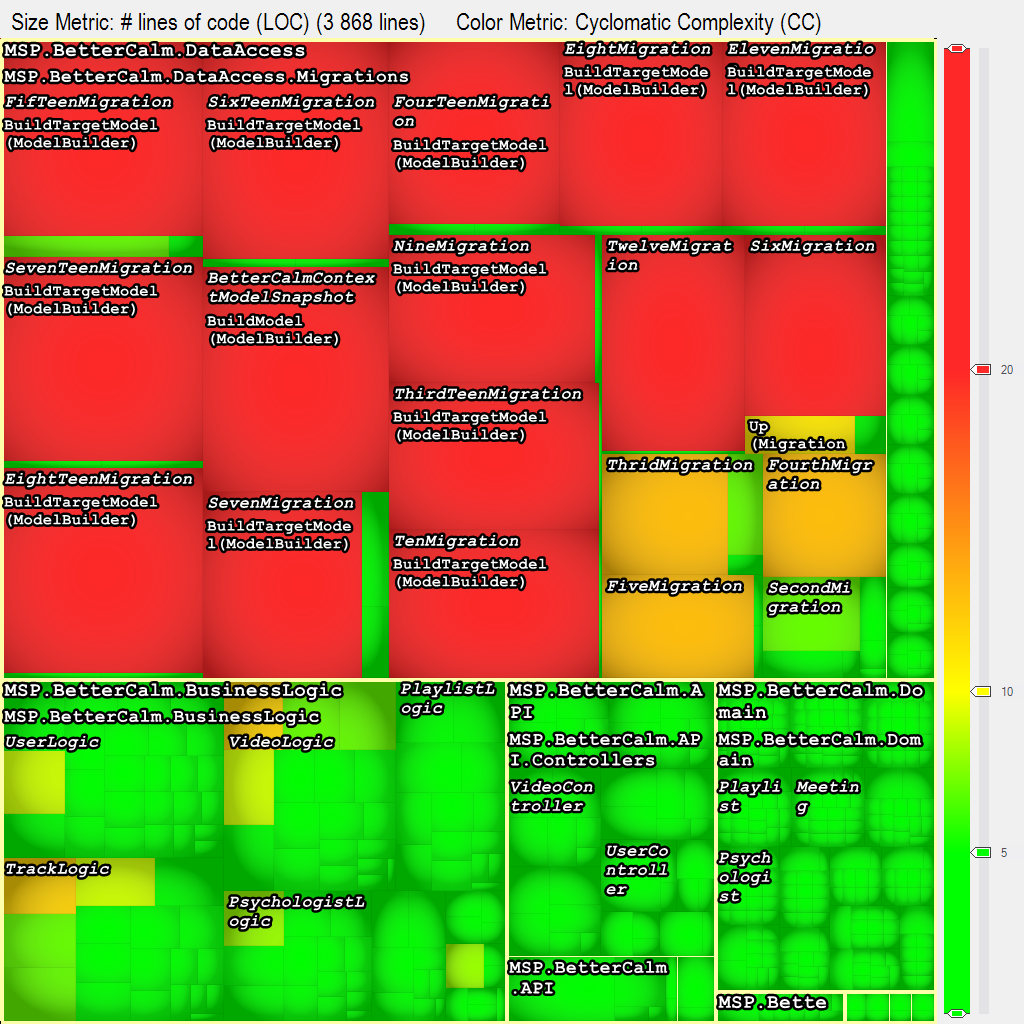 Size Metric: # lines of code (LOC) (3 868 lines) Color Metric: Cyclomatic Complexity (CC)
MSP.BetterCalm.DataAccess
MSP.BetterCalm.DataAccess.Migrations
FifTeenMigration
BuildTargetModel
(ModelBuilder)
SixTeenMigration
BuildTargetModel
(ModelBuilder)
FourTeenMigrati
on
BuildTargetModel
(ModelBuilder)
EightMigration
BuildTargetMode
l(ModelBuilder)
ElevenMigratio
BuildTargetMode
l(ModelBuilder)
SevenTeenMigration
BuildTargetModel
(ModelBuilder)
BetterCalmContex
tModelSnapshot
BuildModel
(ModelBuilder)
NineMigration
BuildTargetModel
(ModelBuilder)
TwelveMigrat
ion
SixMigration
ThirdTeenMigration
BuildTargetModel
(ModelBuilder)
Up
(Migration
20
EightTeenMigration
BuildTargetModel
(ModelBuilder)
SevenMigration
BuildTargetMode
l(ModelBuilder)
TenMigration
BuildTargetModel
(ModelBuilder)
ThridMigration
FourthMigr
ation
FiveMigration
SecondMi
gration
10
MSP.BetterCalm.BusinessLogic
MSP.BetterCalm.BusinessLogic
UserLogic
VideoLogic
PlaylistL
ogic
TrackLogic
PsychologistL
ogic
MSP.BetterCalm.A
PI
MSP.BetterCalm.AP
I.Controllers
VideoCon
troller
UserCo
ntroll
er
MSP.BetterCalm
.API
MSP.BetterCalm.Do
main
MSP.BetterCalm.Dom
ain
Playli
st
Meetin
g
Psych
ologi
st
5
MSP.Bette